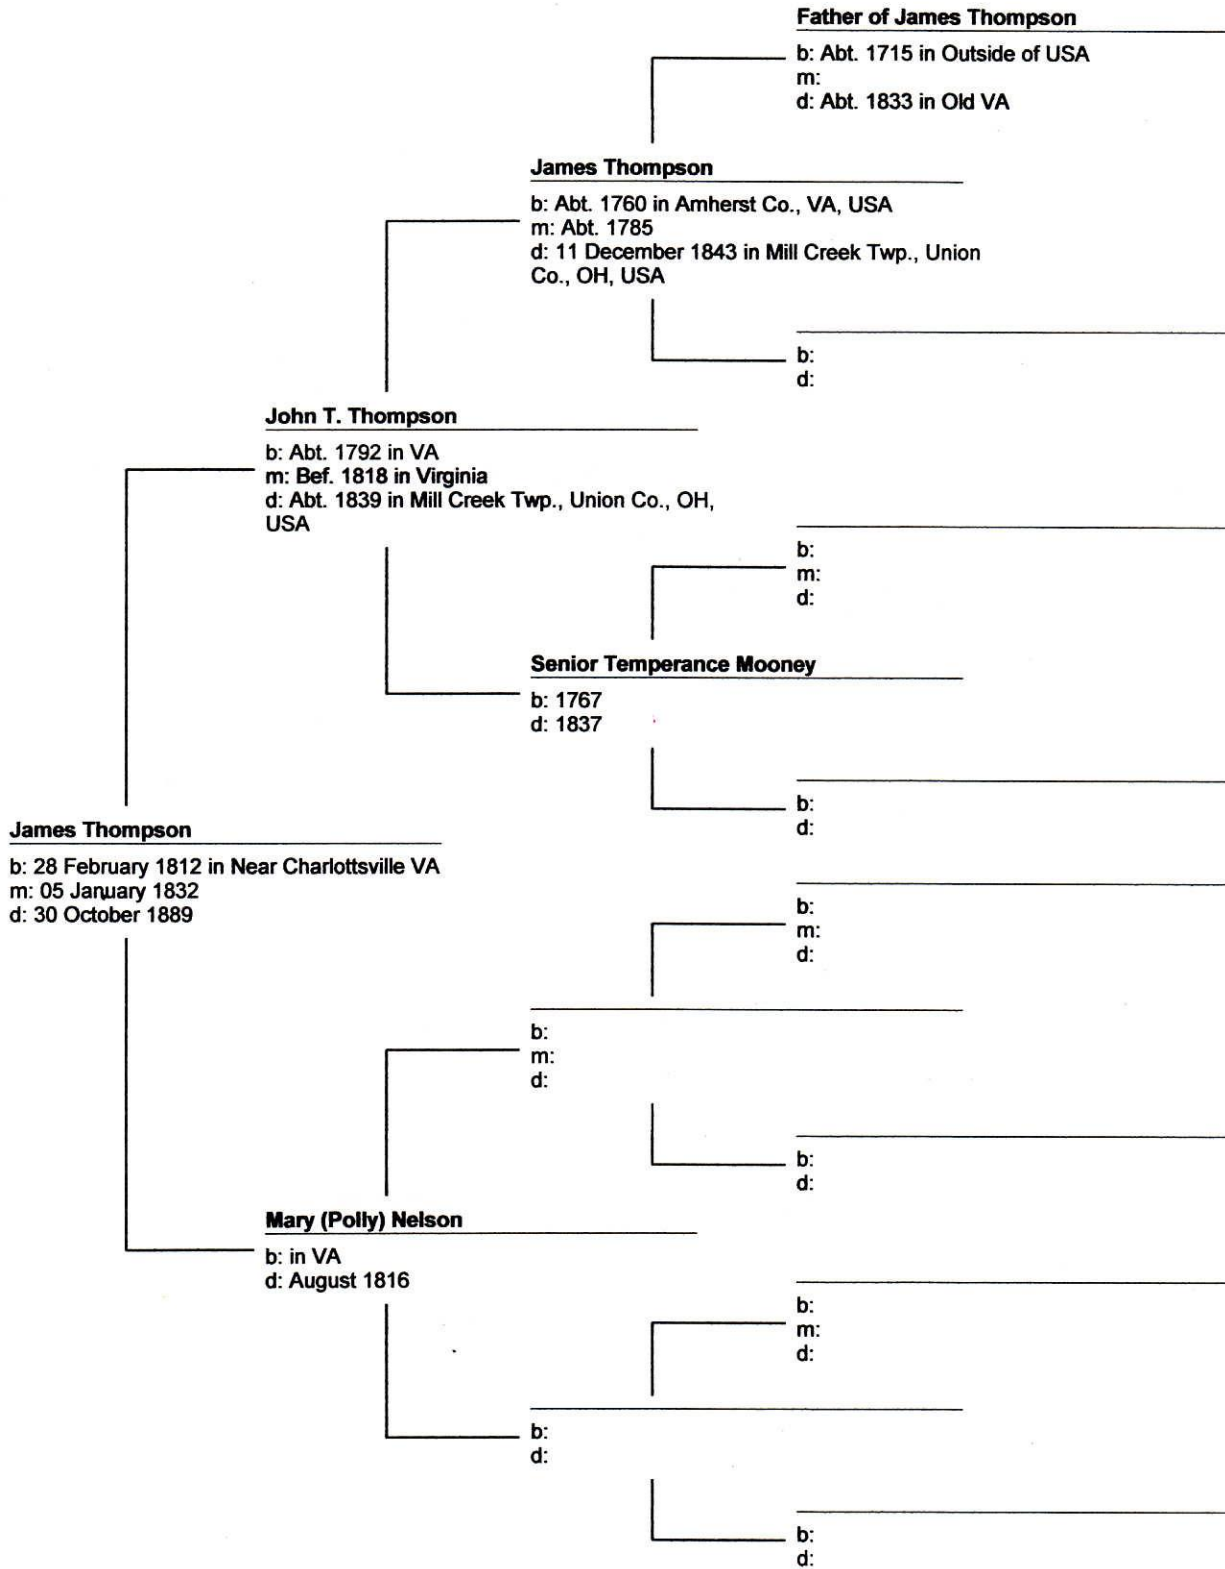 Father of James Thompson
b: Abt. 1715 in Outside of USA
m:
d: Abt. 1833 in Old VA
James Thompson
b: Abt. 1760 in Amherst Co., VA, USA
m: Abt. 1785
d: 11 December 1843 in Mill Creek Twp., Union
Co., OH, USA
b:
d:
John T. Thompson
b: Abt. 1792 in VA
m: Bef. 1818 in Virginia
d: Abt. 1839 in Mill Creek Twp., Union Co., OH,
USA
b:
m:
d:
Senior Temperance Mooney
b: 1767
d: 1837
b:
d:
James Thompson
b: 28 February 1812 in Near Charlottsville VA
m: 05 January 1832
d: 30 October 1889
b:
m:
d:
b:
m:
d:
b:
d:
Mary (Polly) Nelson
b: in VA
d: August 1816
b:
m:
d:
b:
d:
b:
d: